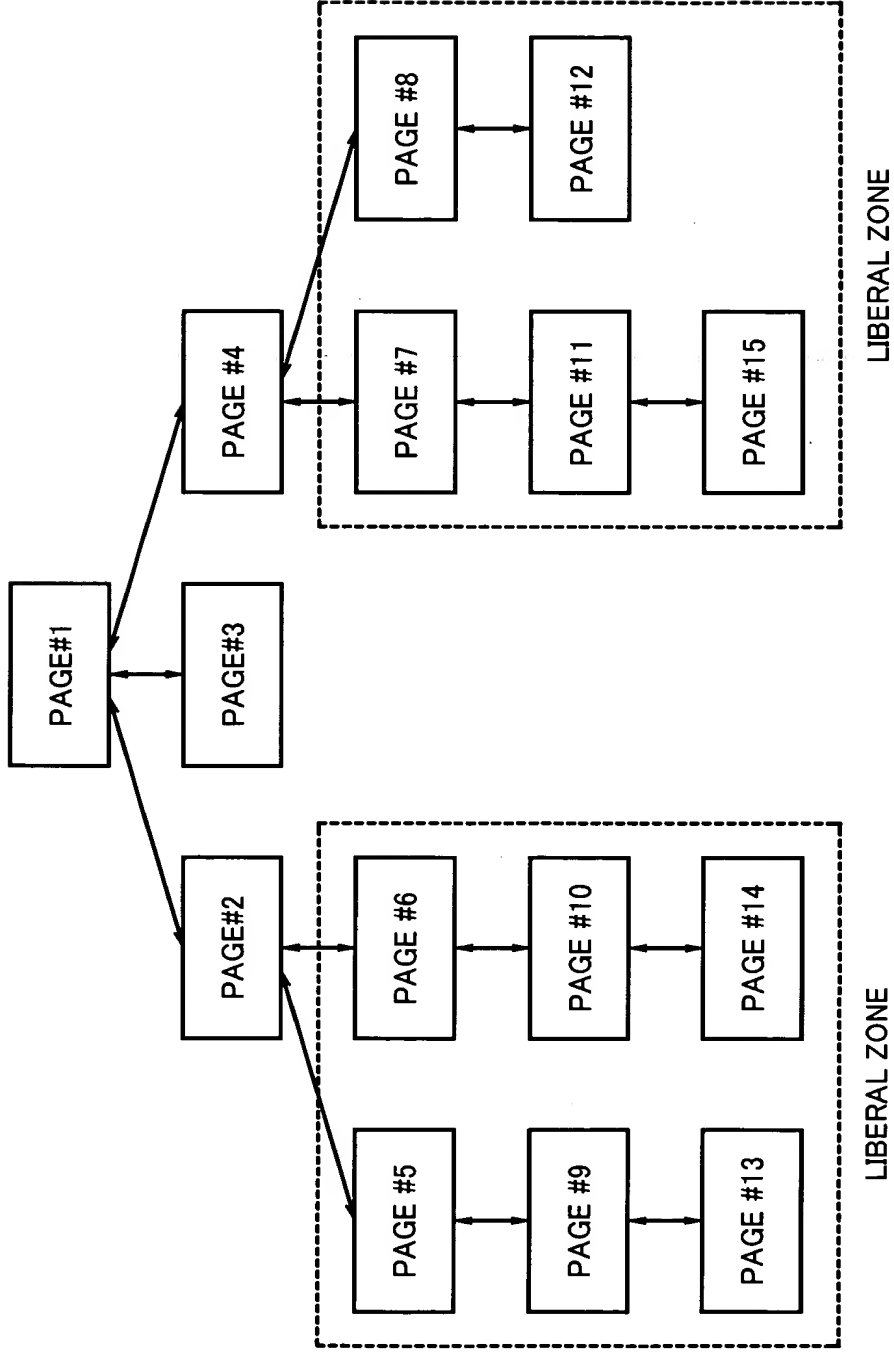 PAGE#1
PAGE#2
PAGE#3
PAGE #4
PAGE #5
PAGE #6
PAGE #7
PAGE #8
PAGE #9
PAGE #10
PAGE #11
PAGE #12
PAGE #13
PAGE #14
PAGE #15
LIBERAL ZONE
LIBERAL ZONE